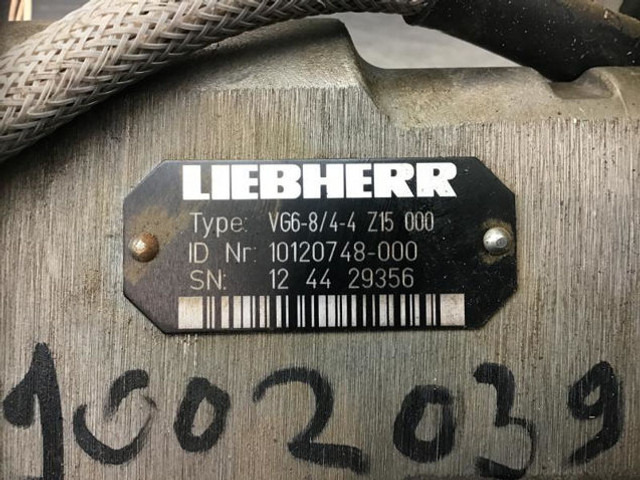 LIEBHERR
Type: VG6-8/4-4 Z15 000
ID Nr: 10120748-000
SN: 12 44 29356
1002039